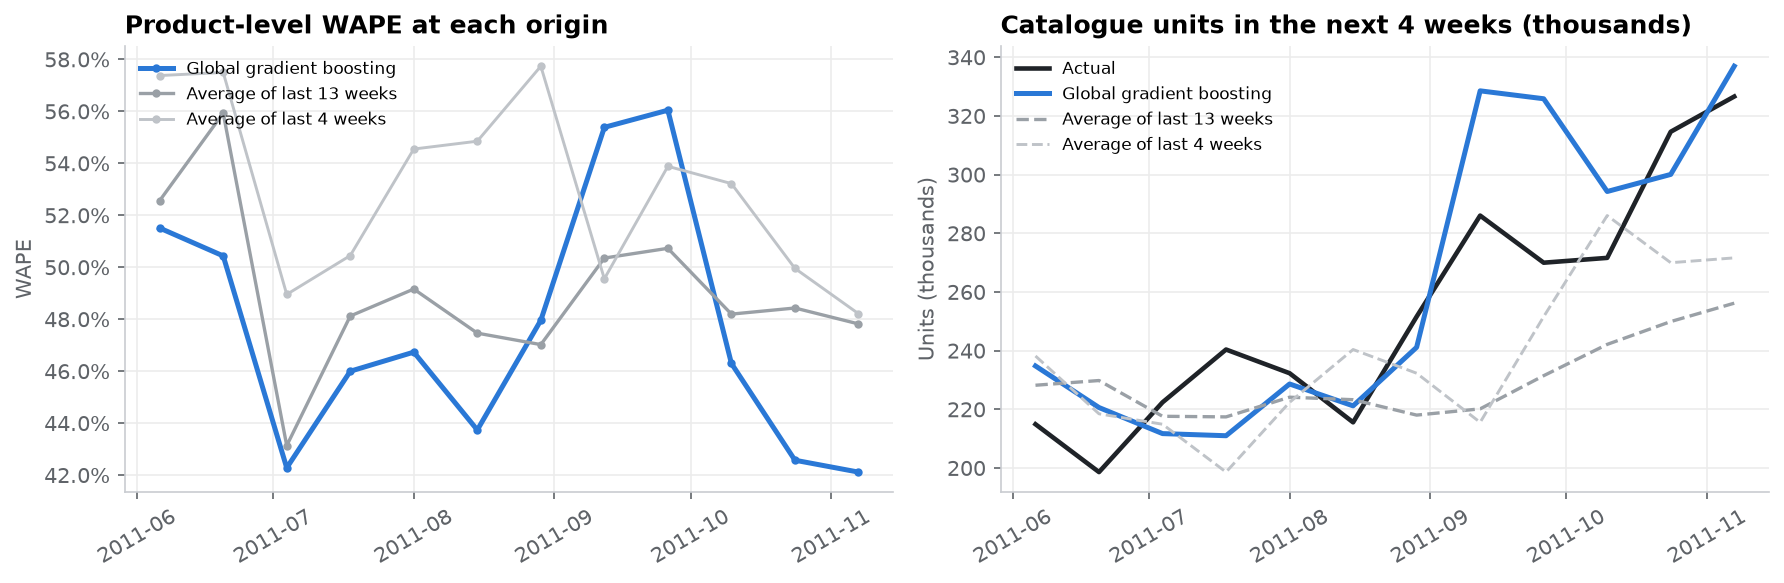 Product-level WAPE at each origin
WAPE
58.0%
56.0%
54.0%
52.0%
50.0%
48.0%
46.0%
44.0%
42.0%
Global gradient boosting
Average of last 13 weeks
Average of last 4 weeks
2011-06
2011-07
2011-08
2011-09
2011-10
2011-11
Catalogue units in the next 4 weeks (thousands)
Units (thousands)
340
320
300
280
260
240
220
200
Actual
Global gradient boosting
Average of last 13 weeks
Average of last 4 weeks
2011-06
2011-07
2011-08
2011-09
2011-10
2011-11